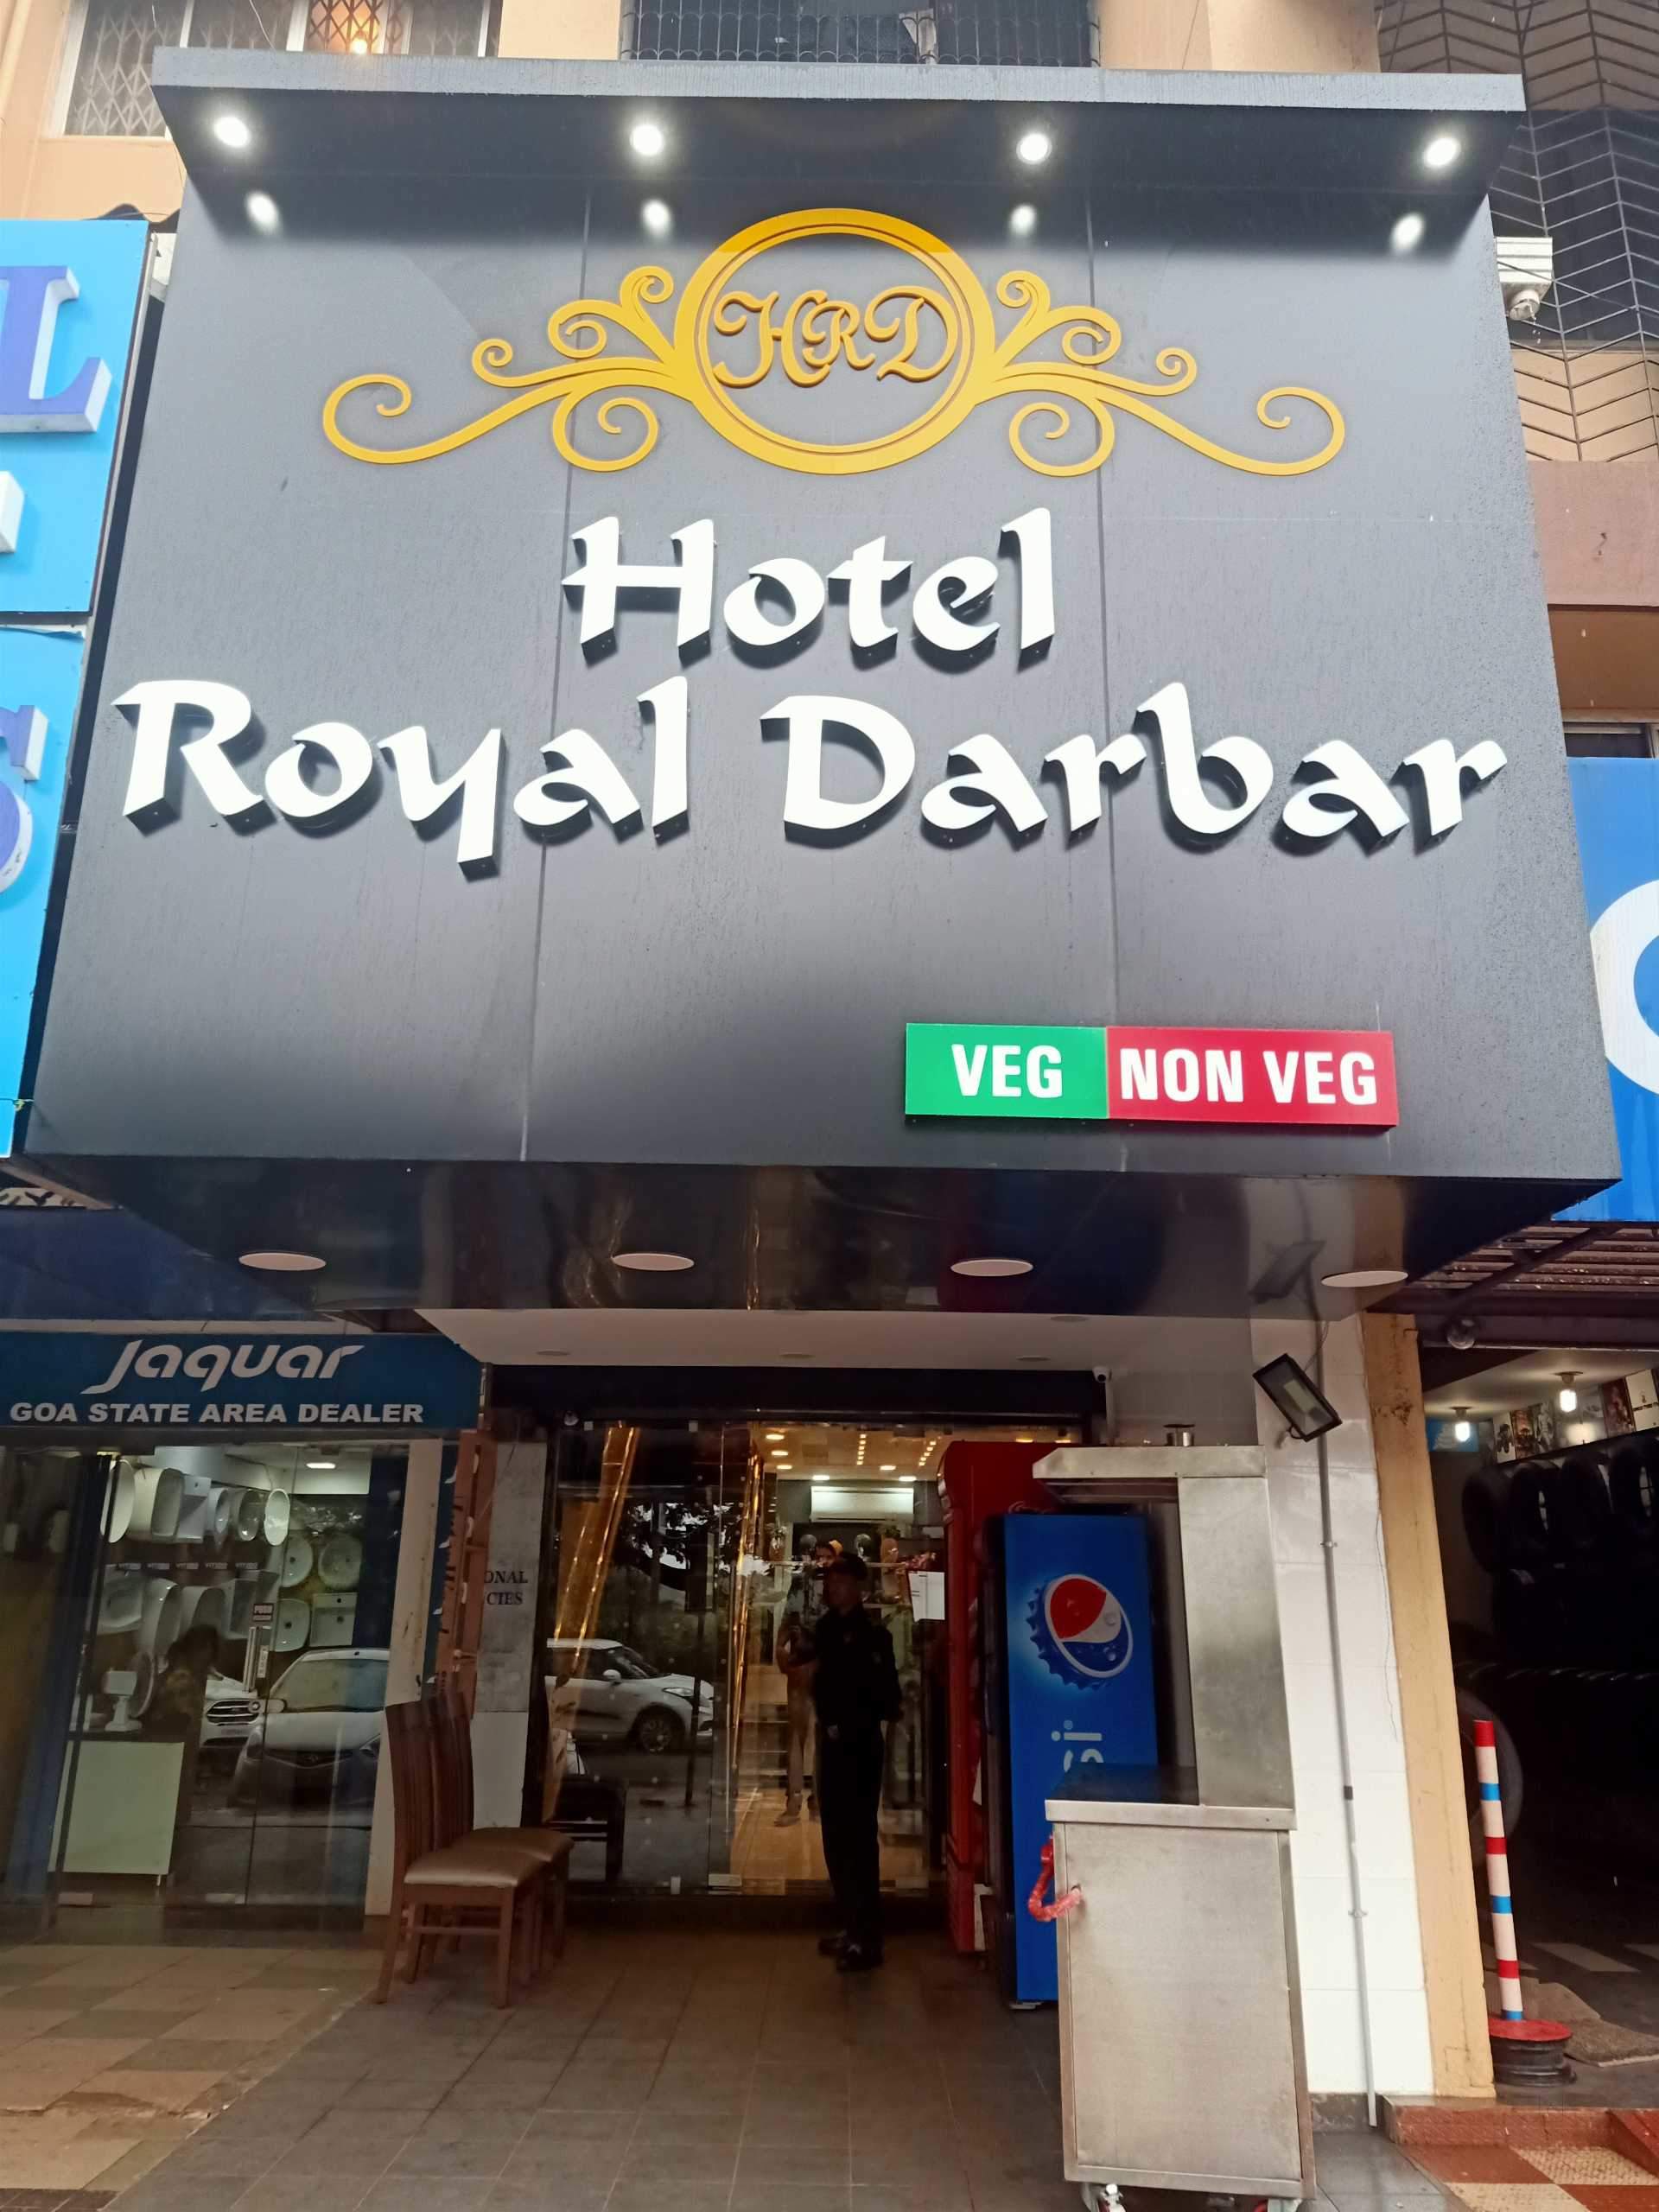 HRD
Hotel
Royal Darbar
VEG NON VEG
Jaquar
GOA STATE AREA DEALER